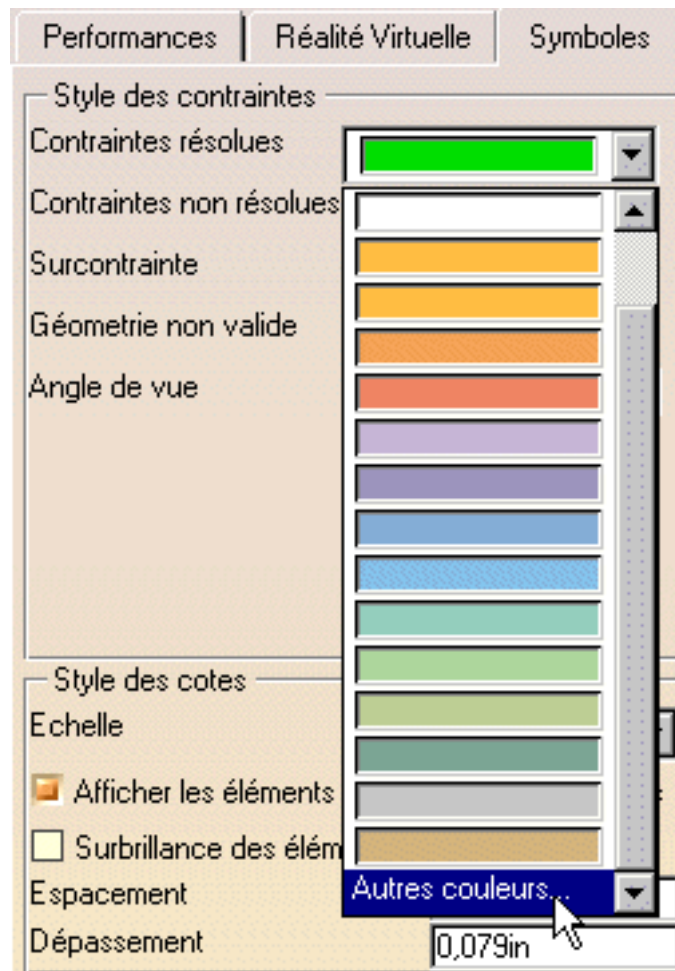 Performances Réalité Virtuelle Symboles
Style des contraintes
Contraintes résolues
Contraintes non résolues
Surcontrainte
Géometrie non valide
Angle de vue
Style des cotes
Echelle
Afficher les éléments
Surbrillance des élém
Autres couleurs...
Espacement
Dépassement 0,079in